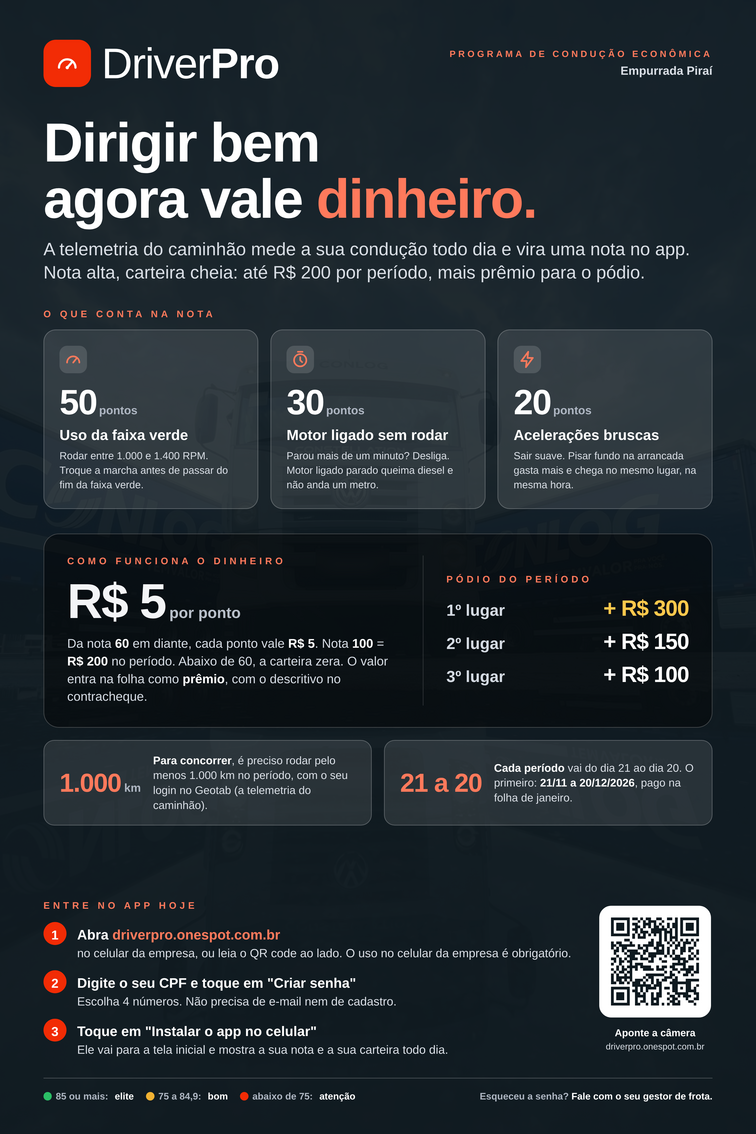 DriverPro
PROGRAMA DE CONDUÇÃO ECONÔMICA
Empurrada Piraí
Dirigir bem
agora vale dinheiro.
A telemetria do caminhão mede a sua condução todo dia e vira uma nota no app.
Nota alta, carteira cheia: até R$ 200 por período, mais prêmio para o pódio.
O QUE CONTA NA NOTA
50 pontos
Uso da faixa verde
Rodar entre 1.000 e 1.400 RPM.
Troque a marcha antes de passar do
fim da faixa verde.
30 pontos
Motor ligado sem rodar
Parou mais de um minuto? Desliga.
Motor ligado parado queima diesel e
não anda um metro.
20 pontos
Acelerações bruscas
Sair suave. Pisar fundo na arrancada
gasta mais e chega no mesmo lugar, na
mesma hora.
COMO FUNCIONA O DINHEIRO
R$ 5 por ponto
Da nota 60 em diante, cada ponto vale R$ 5. Nota 100 =
R$ 200 no período. Abaixo de 60, a carteira zera. O valor
entra na folha como prêmio, com o descritivo no
contracheque.
PÓDIO DO PERÍODO
1º lugar + R$ 300
2º lugar + R$ 150
3º lugar + R$ 100
1.000 km
Para concorrer, é preciso rodar pelo
menos 1.000 km no período, com o seu
login no Geotab (a telemetria do
caminhão).
21 a 20
Cada período vai do dia 21 ao dia 20. O
primeiro: 21/11 a 20/12/2026, pago na
folha de janeiro.
ENTRE NO APP HOJE
1 Abra driverpro.onespot.com.br
no celular da empresa, ou leia o QR code ao lado. O uso no celular da empresa é obrigatório.
2 Digite o seu CPF e toque em "Criar senha"
Escolha 4 números. Não precisa de e-mail nem de cadastro.
3 Toque em "Instalar o app no celular"
Ele vai para a tela inicial e mostra a sua nota e a sua carteira todo dia.
Aponte a câmera
driverpro.onespot.com.br
85 ou mais: elite 75 a 84,9: bom abaixo de 75: atenção
Esqueceu a senha? Fale com o seu gestor de frota.